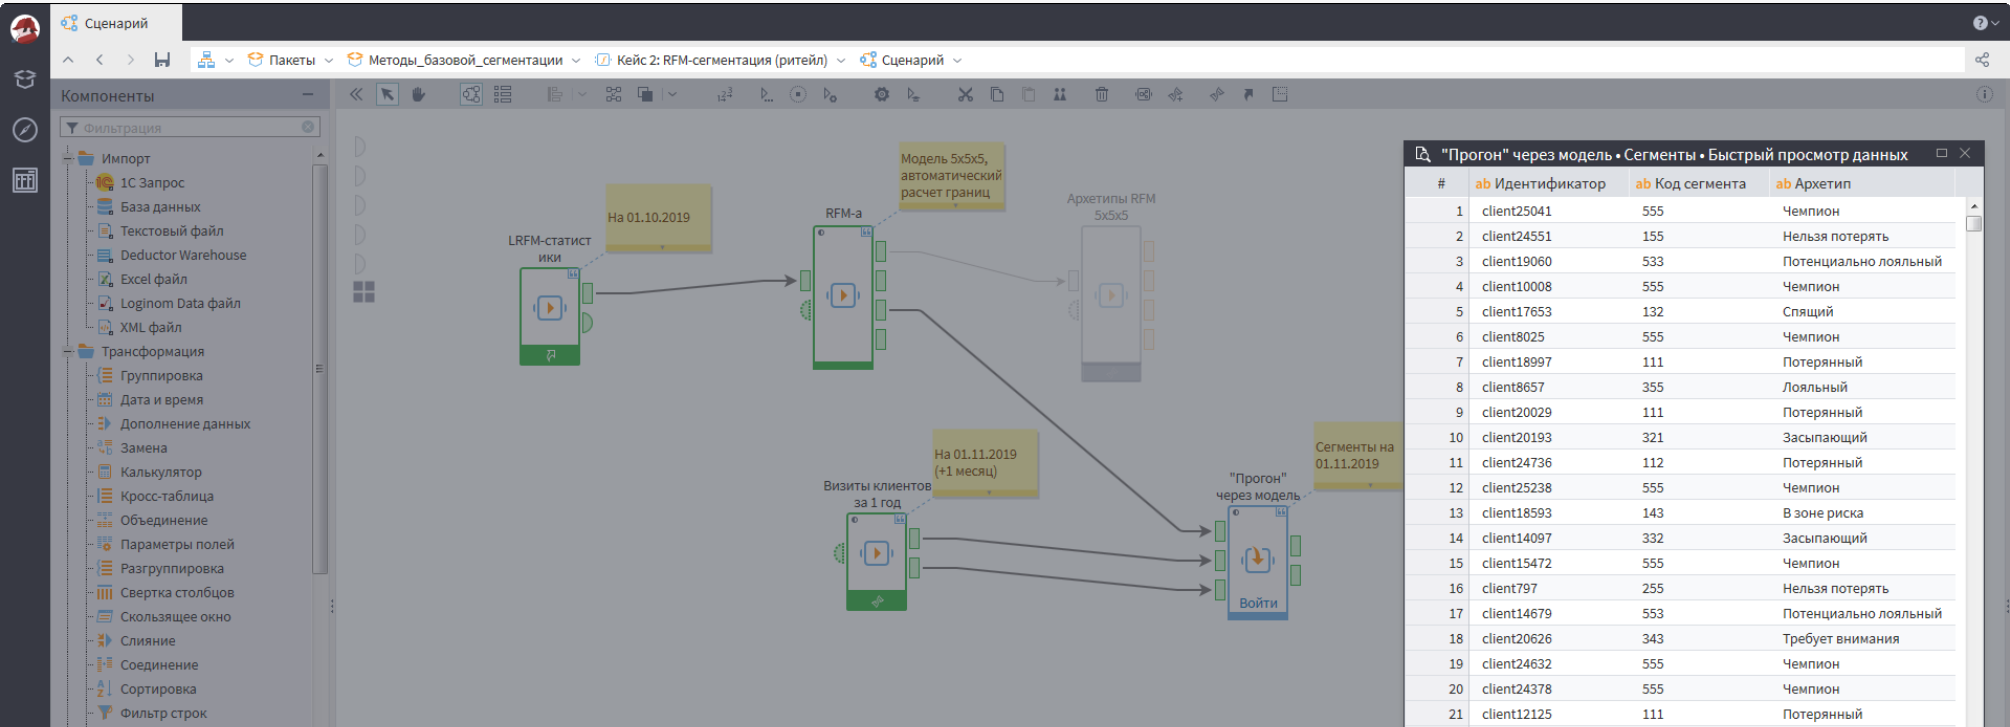 Сценарий
?
Пакеты
Методы_базовой_сегментации
Кейс 2: RFM-сегментация (ритейл)
Сценарий
Компоненты
Фильтрация
Импорт
1С Запрос
База данных
Текстовый файл
Deductor Warehouse
Excel файл
Loginom Data файл
XML файл
Трансформация
Группировка
Дата и время
Дополнение данных
Замена
Калькулятор
Кросс-таблица
Объединение
Параметры полей
Разгруппировка
Свертка столбцов
Скользящее окно
Слияние
Соединение
Сортировка
Фильтр строк
LRFM-статист
ики
На 01.10.2019
RFM-а
Модель 5x5x5,
автоматический
расчет границ
Архетипы RFM
5x5x5
Визиты клиентов
за 1 год
На 01.11.2019
(+1 месяц)
"Прогон"
через модель
Войти
Сегменты на
01.11.2019
"Прогон" через модель • Сегменты • Быстрый просмотр данных
# ab Идентификатор ab Код сегмента ab Архетип
1 client25041 555 Чемпион
2 client24551 155 Нельзя потерять
3 client19060 533 Потенциально лояльный
4 client10008 555 Чемпион
5 client17653 132 Спящий
6 client8025 555 Чемпион
7 client18997 111 Потерянный
8 client8657 355 Лояльный
9 client20029 111 Потерянный
10 client20193 321 Засыпающий
11 client24736 112 Потерянный
12 client25238 555 Чемпион
13 client18593 143 В зоне риска
14 client14097 332 Засыпающий
15 client15472 555 Чемпион
16 client797 255 Нельзя потерять
17 client14679 553 Потенциально лояльный
18 client20626 343 Требует внимания
19 client24632 555 Чемпион
20 client24378 555 Чемпион
21 client12125 111 Потерянный